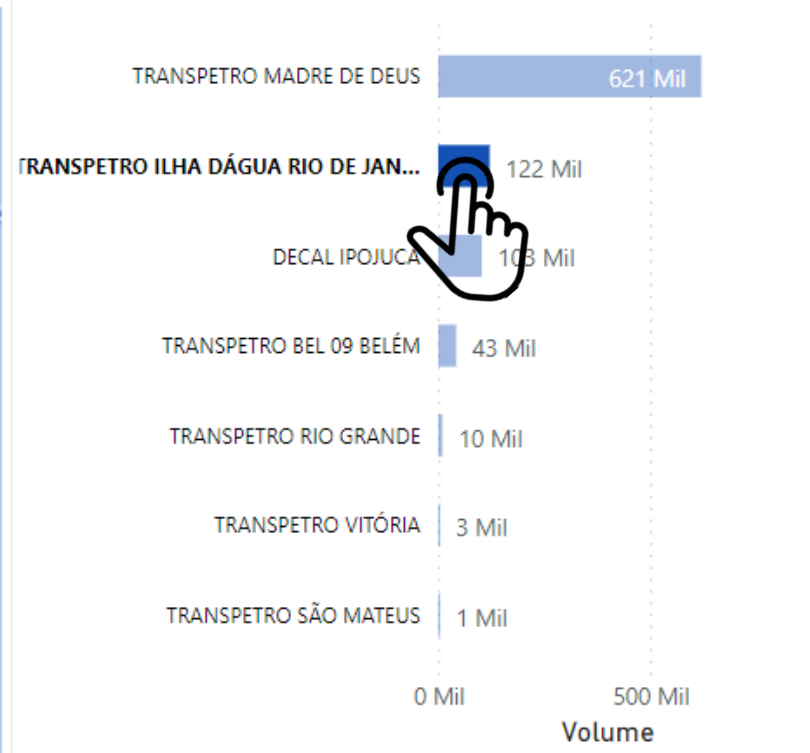 TRANSPETRO MADRE DE DEUS 621 Mil
TRANSPETRO ILHA DÁGUA RIO DE JAN... 122 Mil
DECAL IPOJUCA 103 Mil
TRANSPETRO BEL 09 BELÉM 43 Mil
TRANSPETRO RIO GRANDE 10 Mil
TRANSPETRO VITÓRIA 3 Mil
TRANSPETRO SÃO MATEUS 1 Mil
0 Mil 500 Mil
Volume